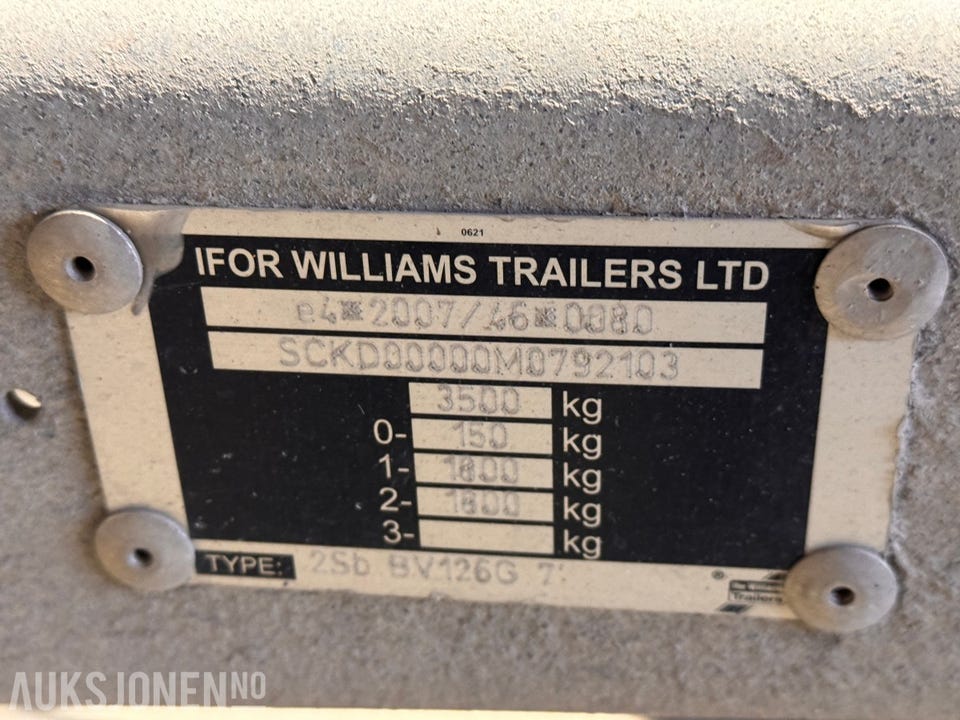 0621
IFOR WILLIAMS TRAILERS LTD
e4*2007/46*0080
SCKD00000M0792103
3500 kg
0- 150 kg
1- 1800 kg
2- 1800 kg
3- kg
TYPE: 2Sb BV126G 7'
®
Trailers
AUKSJONEN NO